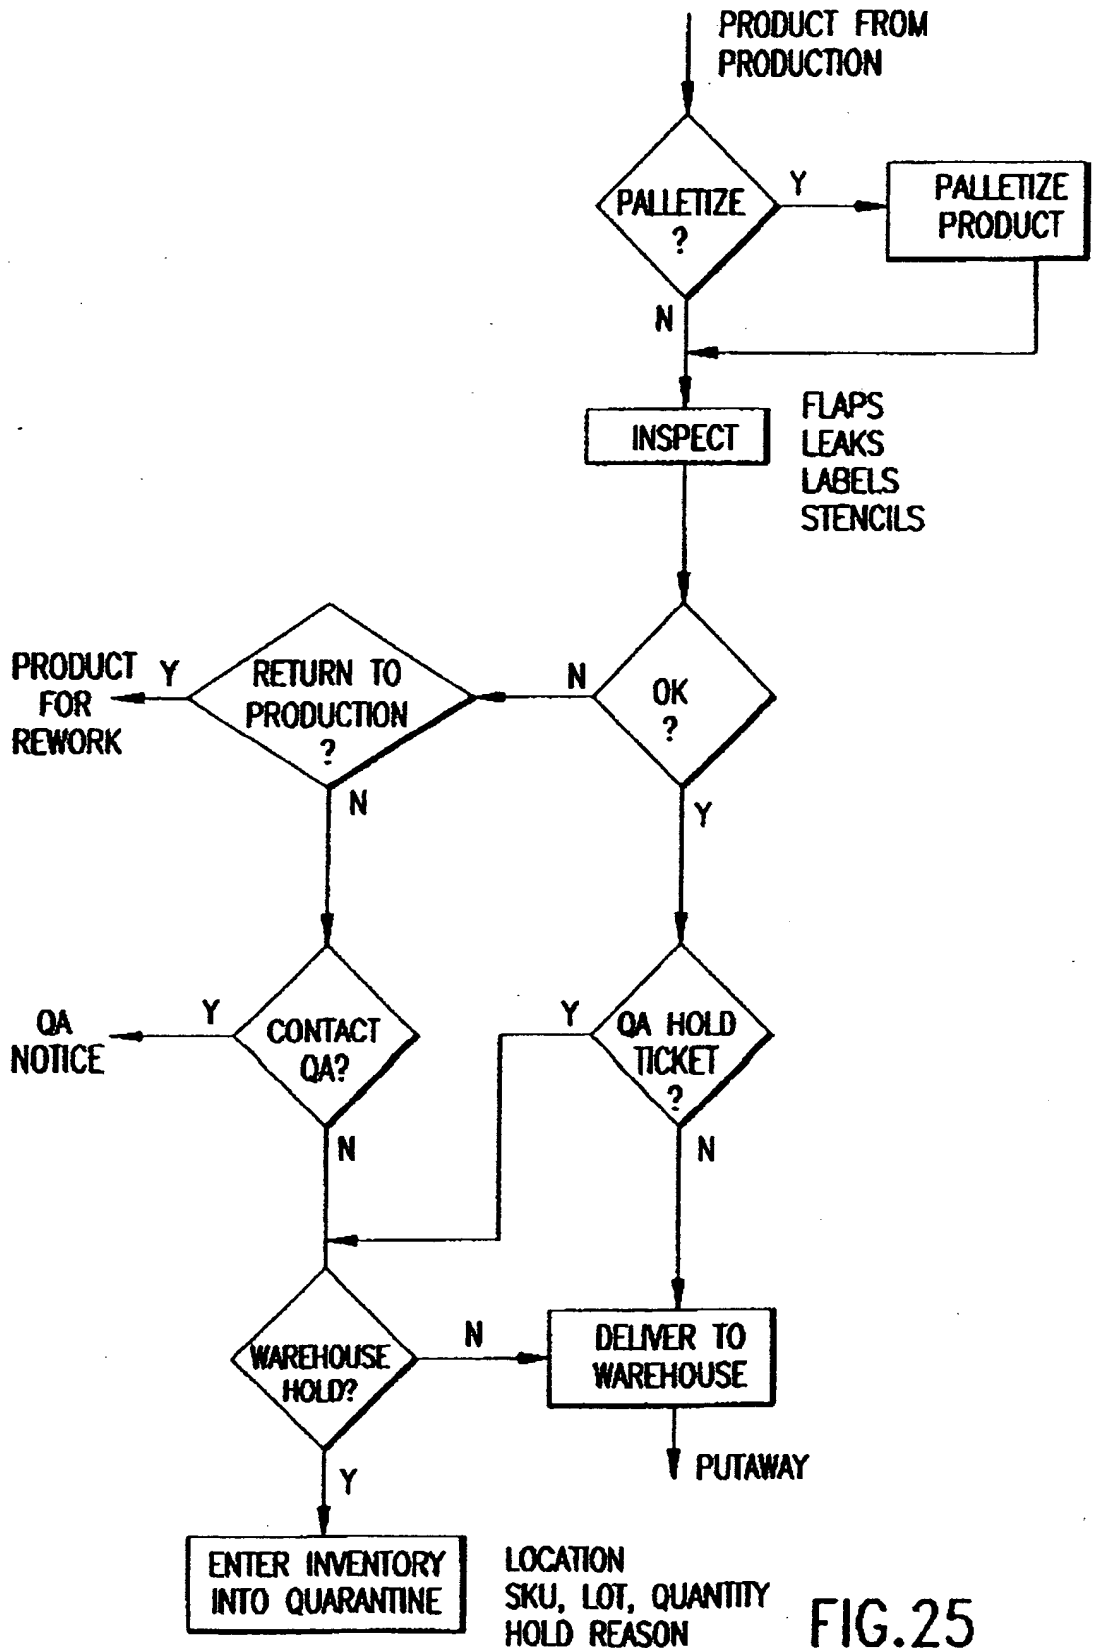 PRODUCT FROM
PRODUCTION
PALLETIZE
?
Y
PALLETIZE
PRODUCT
N
INSPECT
FLAPS
LEAKS
LABELS
STENCILS
PRODUCT
FOR
REWORK
Y
RETURN TO
PRODUCTION
?
N
OK
?
N
Y
QA
NOTICE
Y
CONTACT
QA?
Y
QA HOLD
TICKET
?
N
N
WAREHOUSE
HOLD?
N
DELIVER TO
WAREHOUSE
PUTAWAY
Y
ENTER INVENTORY
INTO QUARANTINE
LOCATION
SKU, LOT, QUANTITY
HOLD REASON
FIG.25